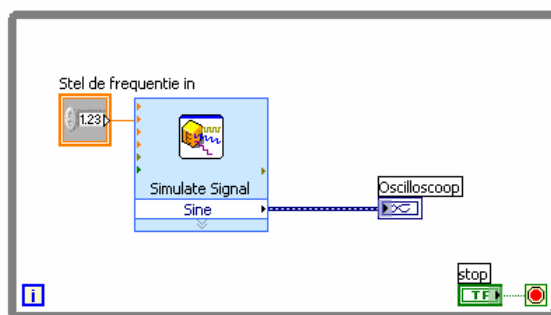 Stel de frequentie in
1.23
Simulate Signal
Sine
Oscilloscoop
stop
TF
i